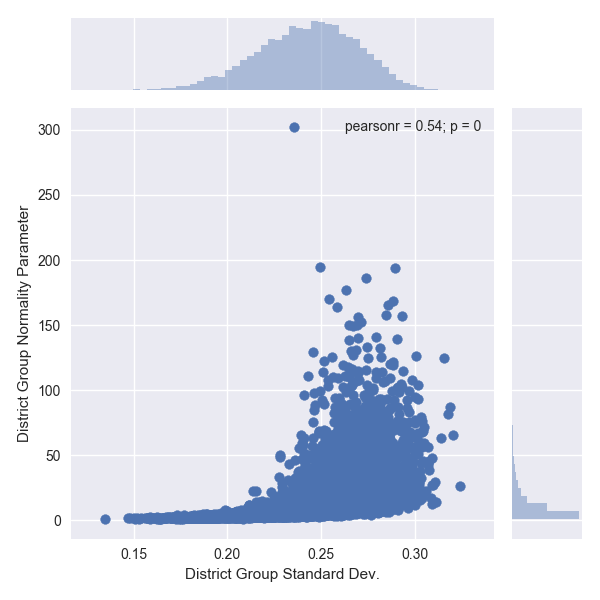 pearsonr = 0.54; p = 0
300
250
200
150
100
50
0
District Group Normality Parameter
0.15 0.20 0.25 0.30
District Group Standard Dev.